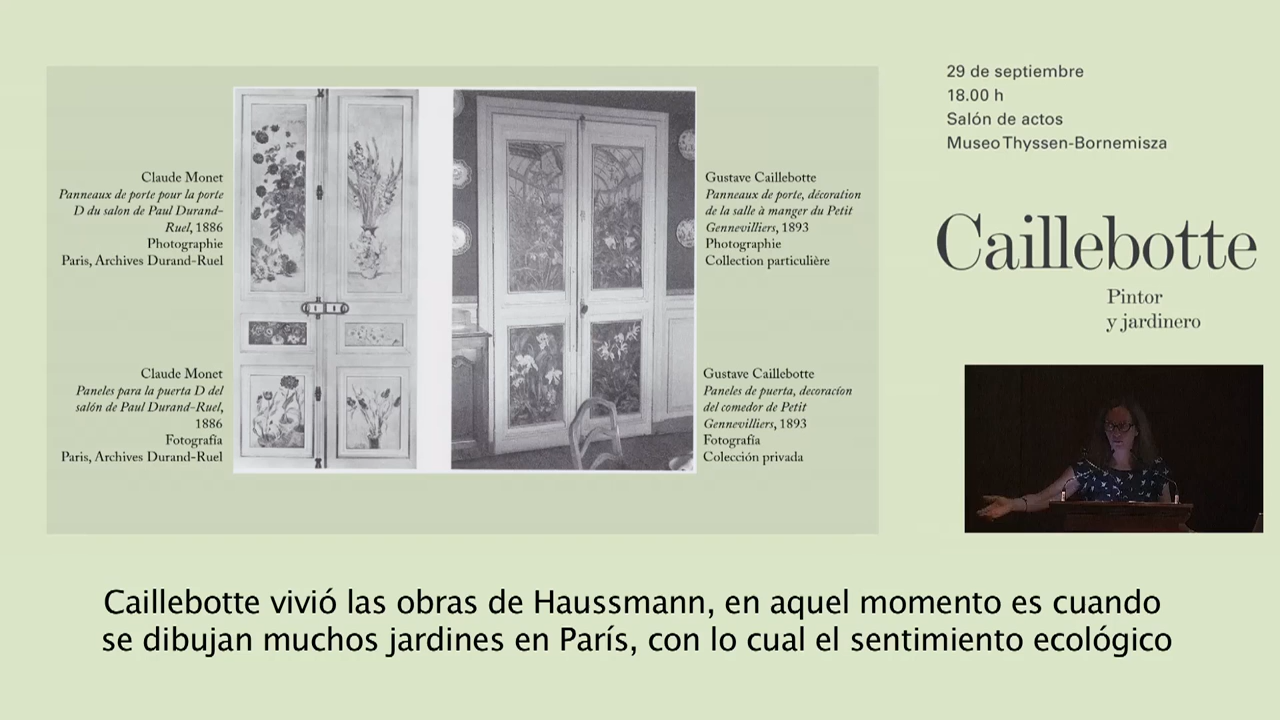 29 de septiembre
18.00 h
Salón de actos
Museo Thyssen-Bornemisza
Caillebotte
Pintor
y jardinero
Claude Monet
Panneaux de porte pour la porte
D du salon de Paul Durand-
Ruel, 1886
Photographie
Paris, Archives Durand-Ruel
Claude Monet
Paneles para la puerta D del
salón de Paul Durand-Ruel,
1886
Fotografía
Paris, Archives Durand-Ruel
Gustave Caillebotte
Panneaux de porte, décoration
de la salle à manger du Petit
Gennevilliers, 1893
Photographie
Collection particulière
Gustave Caillebotte
Paneles de puerta, decoracíon
del comedor de Petit
Gennevilliers, 1893
Fotografía
Colección privada
Caillebotte vivió las obras de Haussmann, en aquel momento es cuando
se dibujan muchos jardines en París, con lo cual el sentimiento ecológico